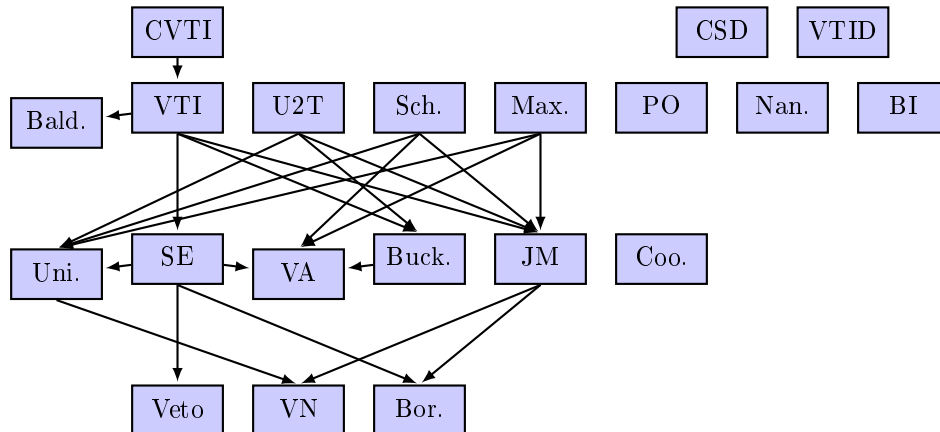 CVTI CSD VTID
Bald. VTI U2T Sch. Max. PO Nan. BI
Uni. SE VA Buck. JM Coo.
Veto VN Bor.